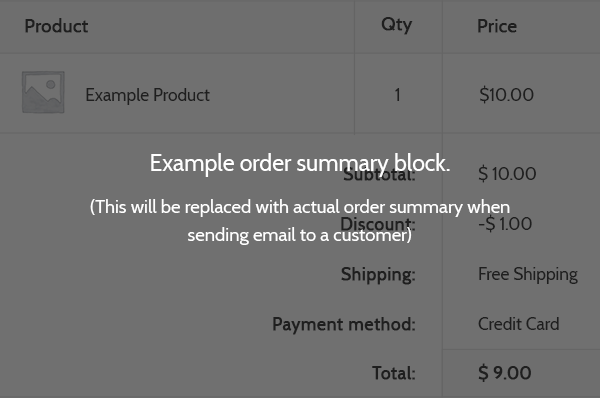 Product Qty Price
Example Product 1 $10.00
Example order summary block.
Subtotal: $ 10.00
(This will be replaced with actual order summary when
Discount: -$ 1.00
sending email to a customer)
Shipping: Free Shipping
Payment method: Credit Card
Total: $ 9.00